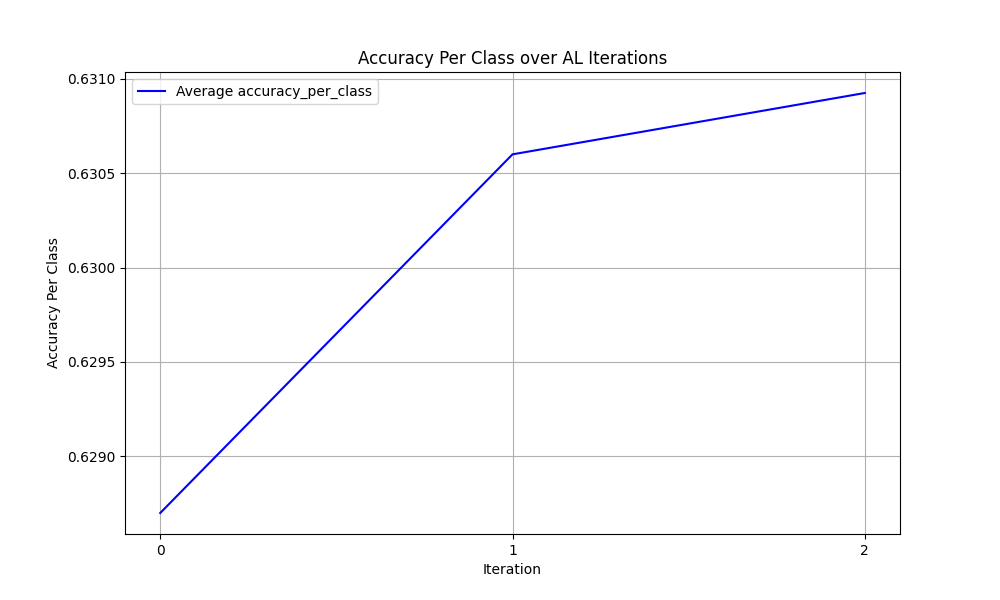 Accuracy Per Class over AL Iterations
Average accuracy_per_class
Accuracy Per Class
0.6310
0.6305
0.6300
0.6295
0.6290
0 1 2
Iteration